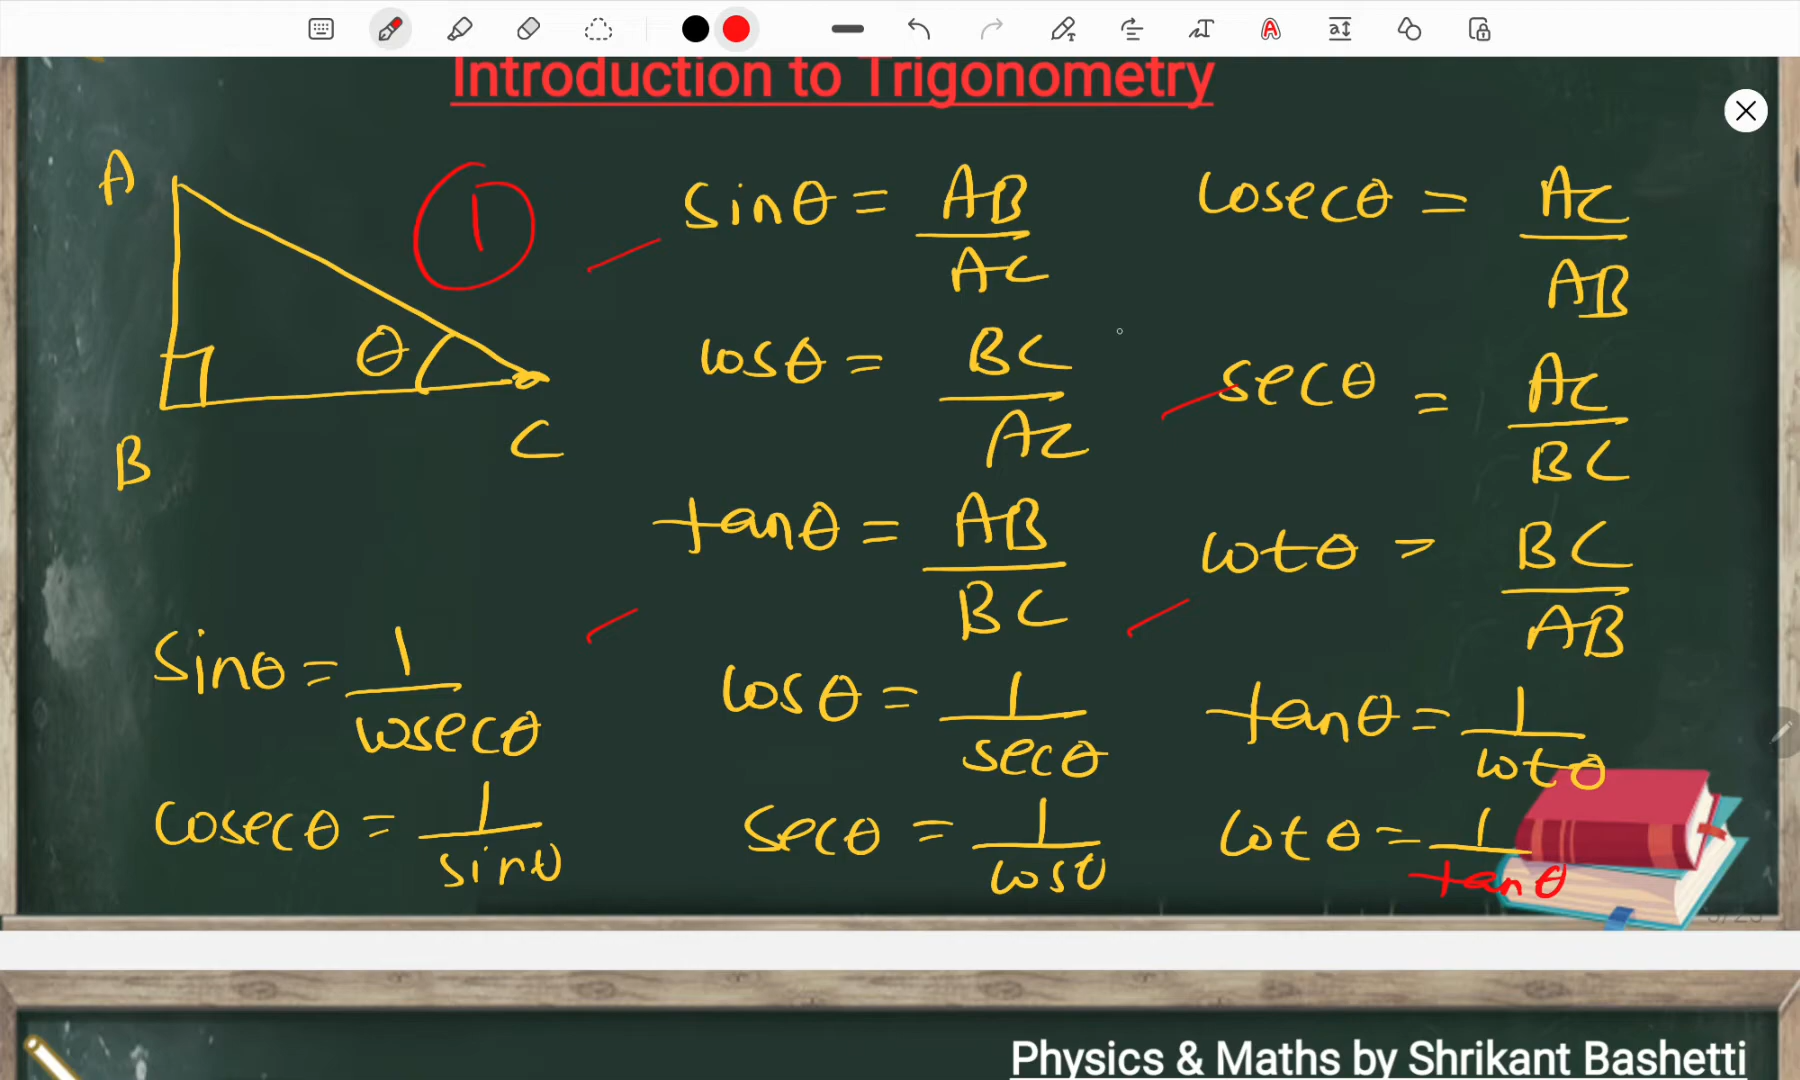 Introduction to Trigonometry
A
B
C
θ
1
sinθ = AB / AC
cosecθ = AC / AB
cosθ = BC / AC
secθ = AC / BC
tanθ = AB / BC
cotθ = BC / AB
sinθ = 1 / cosecθ
cosθ = 1 / secθ
tanθ = 1 / cotθ
cosecθ = 1 / sinθ
secθ = 1 / cosθ
cotθ = 1 / tanθ
Physics & Maths by Shrikant Bashetti